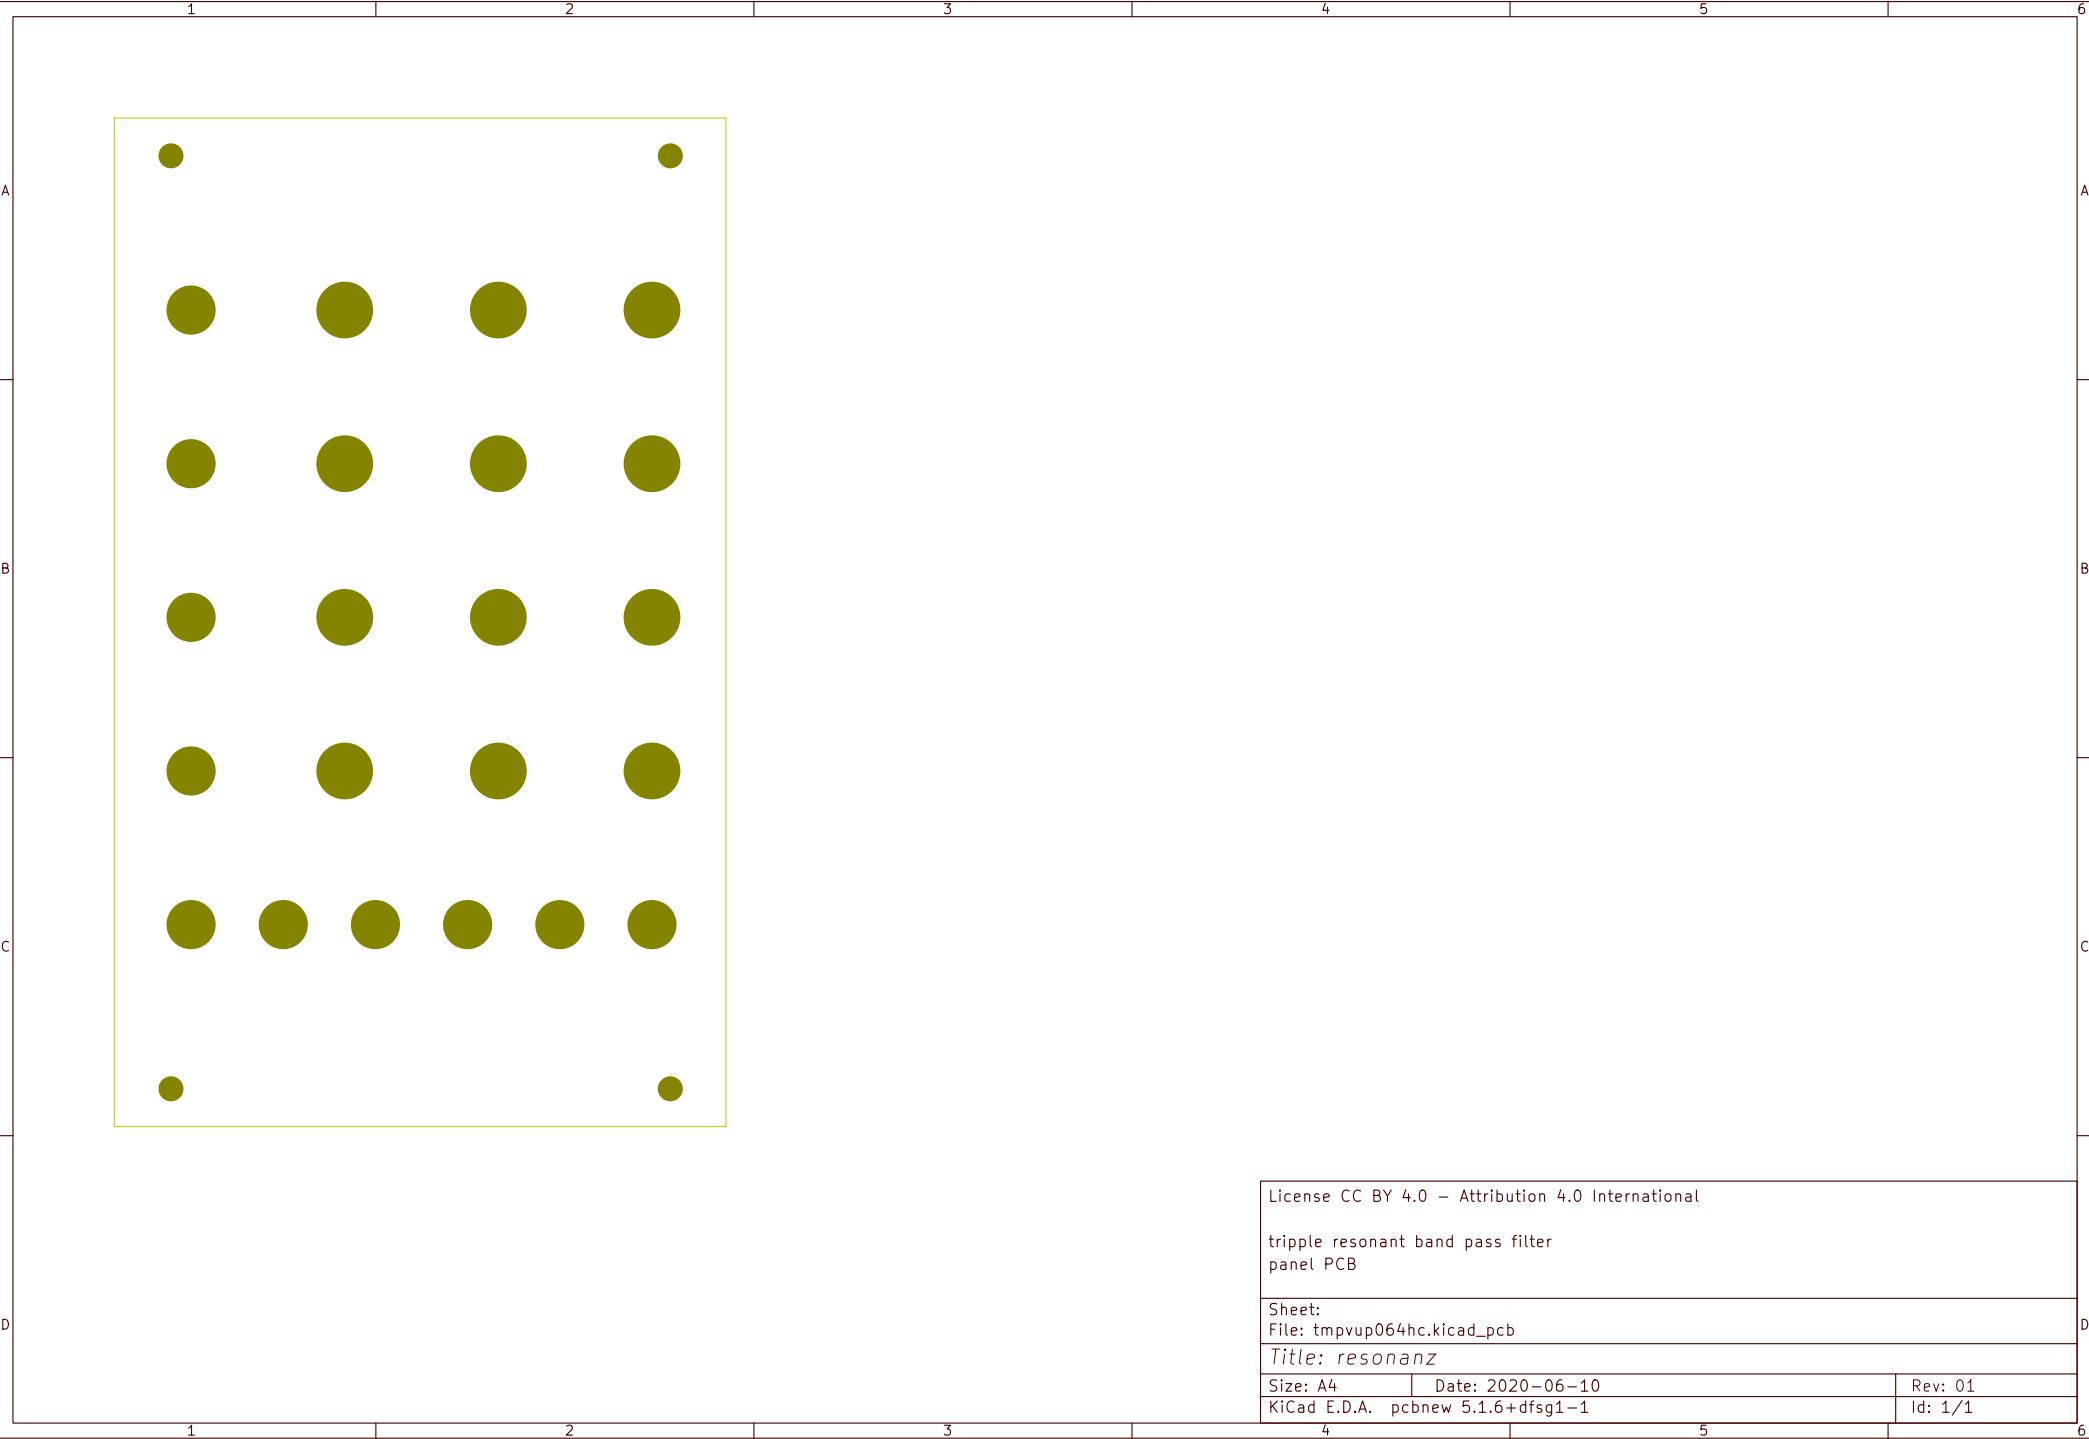 1 2 3 4 5 6
A A
B B
C C
License CC BY 4.0 - Attribution 4.0 International
tripple resonant band pass filter
panel PCB
Sheet:
D D
File: tmpvup064hc.kicad_pcb
Title: resonanz
Size: A4 Date: 2020-06-10 Rev: 01
KiCad E.D.A. pcbnew 5.1.6+dfsg1-1 Id: 1/1
1 2 3 4 5 6